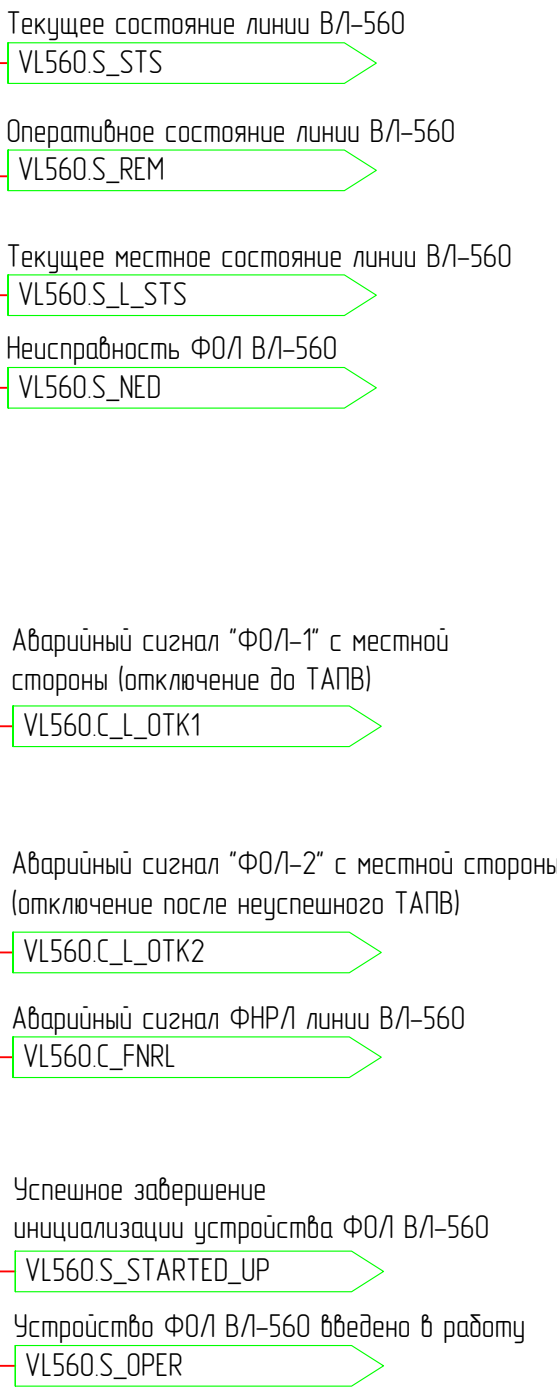 Текущее состояние линии ВЛ-560
VL560.S_STS
Оперативное состояние линии ВЛ-560
VL560.S_REM
Текущее местное состояние линии ВЛ-560
VL560.S_L_STS
Неисправность ФОЛ ВЛ-560
VL560.S_NED
Аварийный сигнал "ФОЛ-1" с местной
стороны (отключение до ТАПВ)
VL560.C_L_OTK1
Аварийный сигнал "ФОЛ-2" с местной стороны
(отключение после неуспешного ТАПВ)
VL560.C_L_OTK2
Аварийный сигнал ФНРЛ линии ВЛ-560
VL560.C_FNRL
Успешное завершение
инициализации устройства ФОЛ ВЛ-560
VL560.S_STARTED_UP
Устройство ФОЛ ВЛ-560 введено в работу
VL560.S_OPER